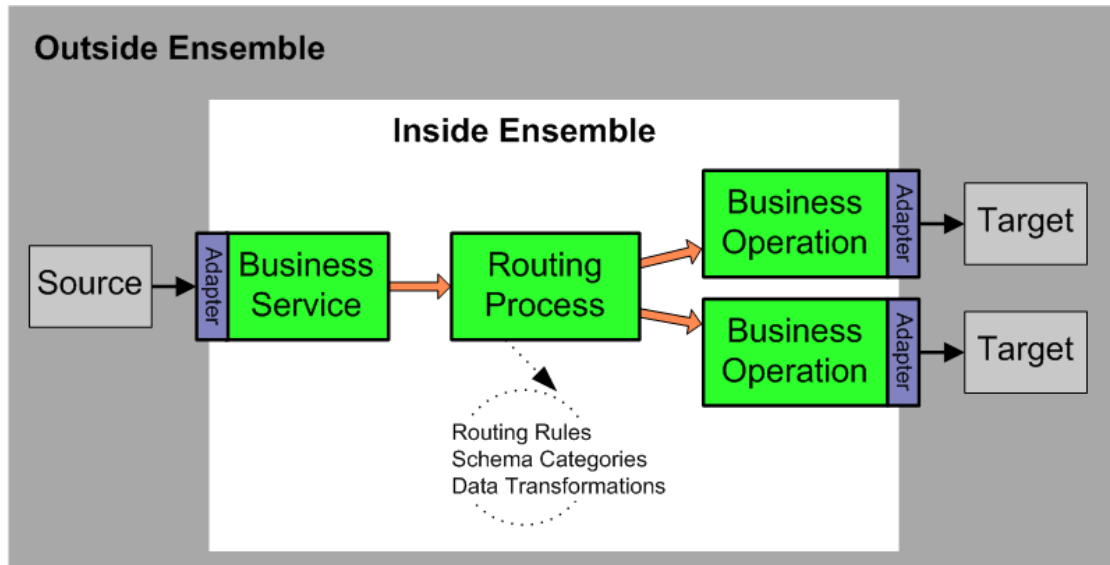 Outside Ensemble
Inside Ensemble
Source
Adapter
Business
Service
Routing
Process
Business
Operation
Adapter
Target
Business
Operation
Adapter
Target
Routing Rules
Schema Categories
Data Transformations